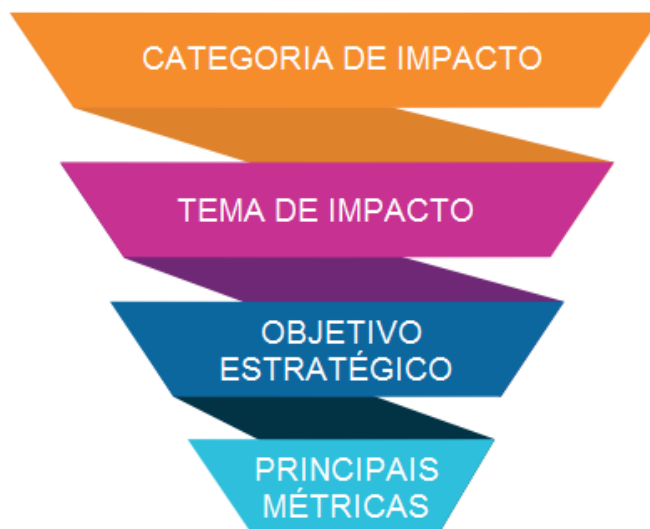 CATEGORIA DE IMPACTO
TEMA DE IMPACTO
OBJETIVO
ESTRATÉGICO
PRINCIPAIS
MÉTRICAS